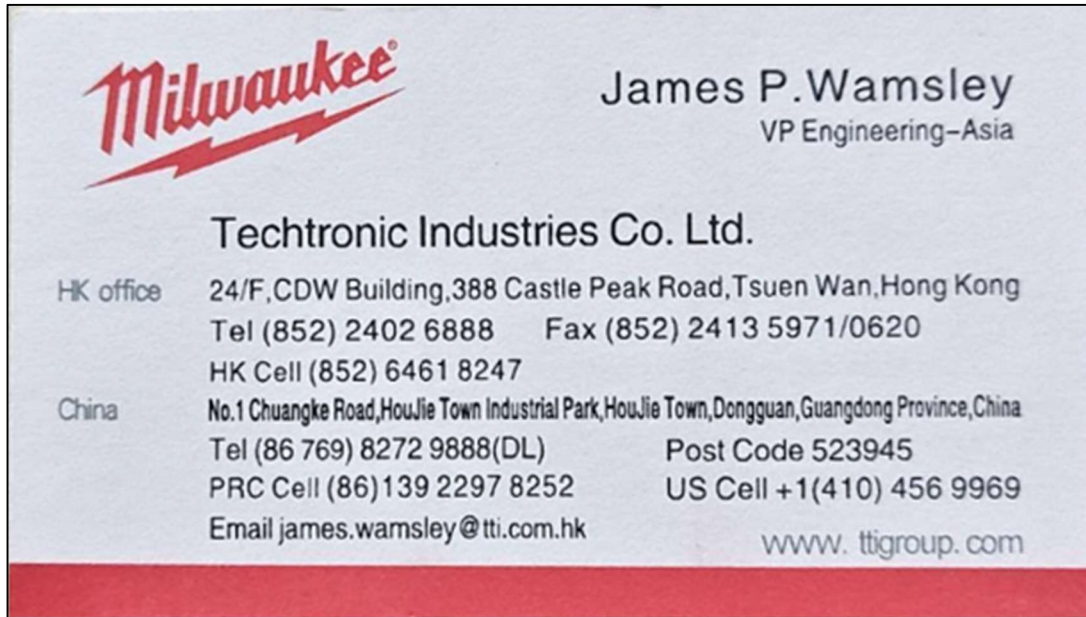 Milwaukee®
James P.Wamsley
VP Engineering-Asia
Techtronic Industries Co. Ltd.
HK office 24/F,CDW Building,388 Castle Peak Road,Tsuen Wan,Hong Kong
Tel (852) 2402 6888 Fax (852) 2413 5971/0620
HK Cell (852) 6461 8247
China No.1 Chuangke Road,HouJie Town Industrial Park,HouJie Town,Dongguan,Guangdong Province,China
Tel (86 769) 8272 9888(DL) Post Code 523945
PRC Cell (86)139 2297 8252 US Cell +1(410) 456 9969
Email james.wamsley@tti.com.hk
www. ttigroup. com